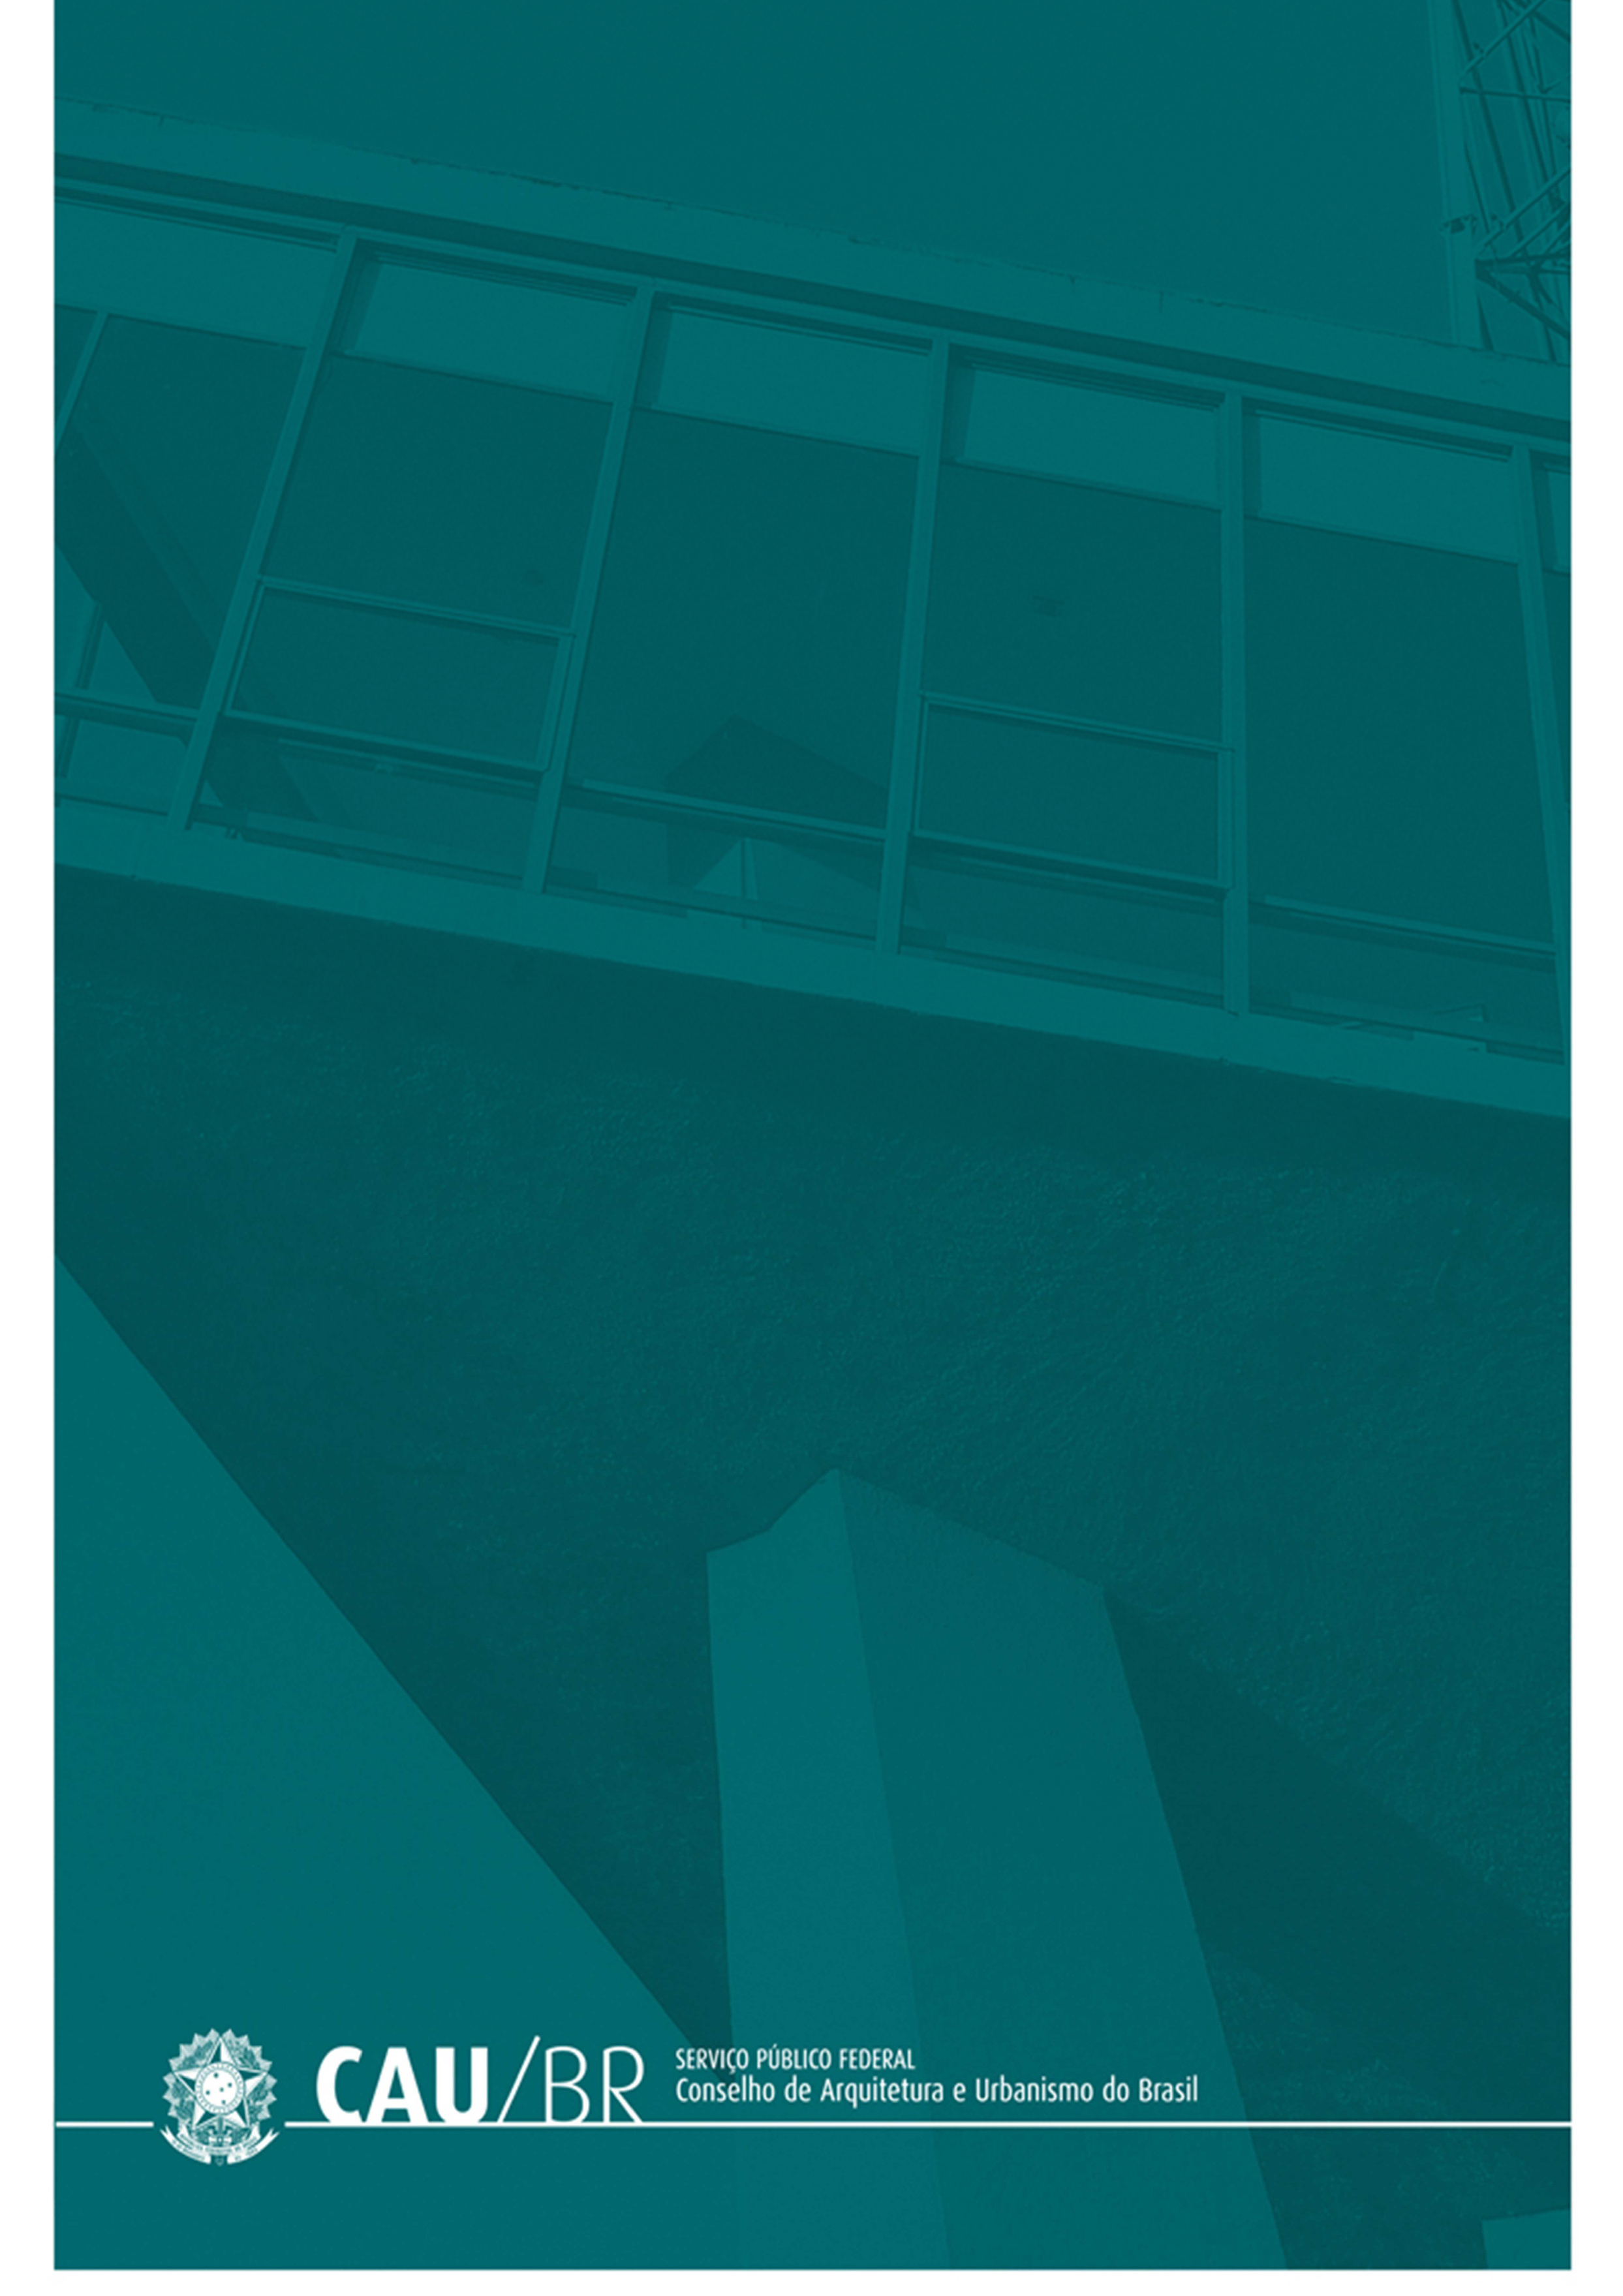 CAU/BR
SERVIÇO PÚBLICO FEDERAL
Conselho de Arquitetura e Urbanismo do Brasil